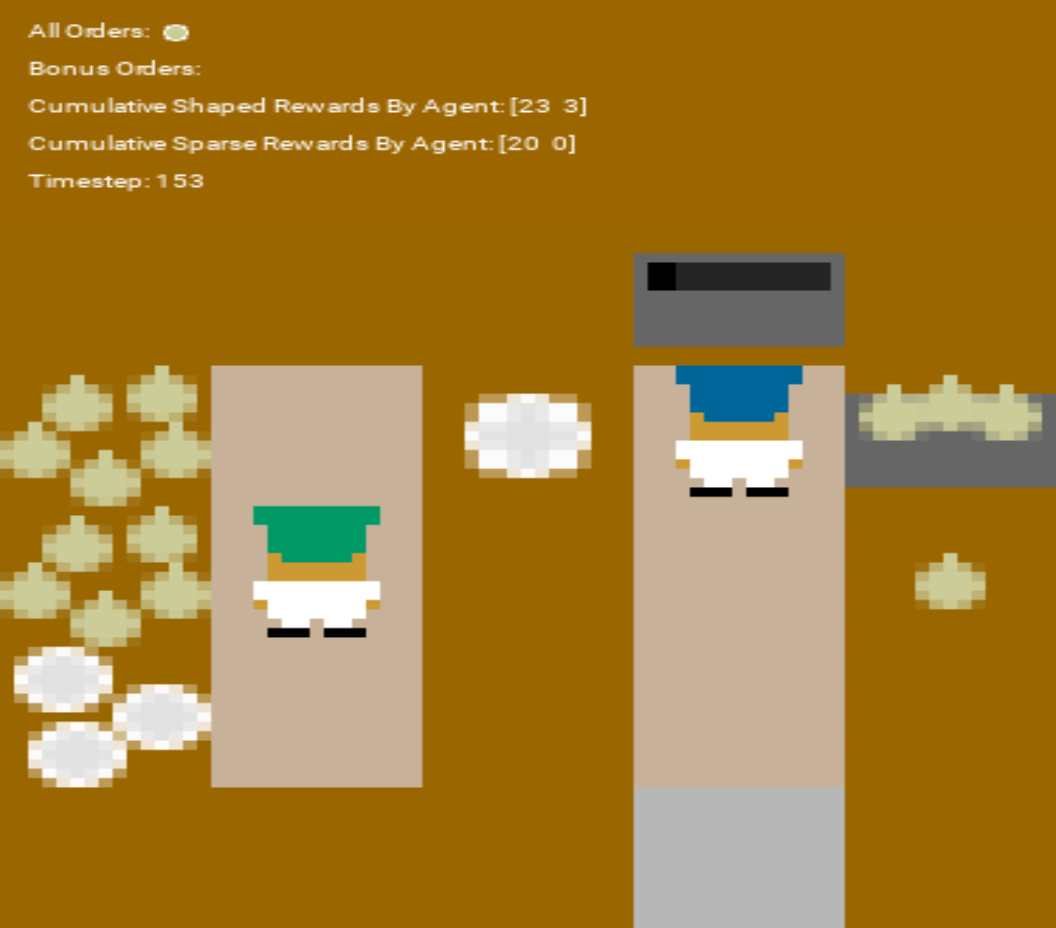 All Orders:
Bonus Orders:
Cumulative Shaped Rewards By Agent: [23 3]
Cumulative Sparse Rewards By Agent: [20 0]
Timestep: 153